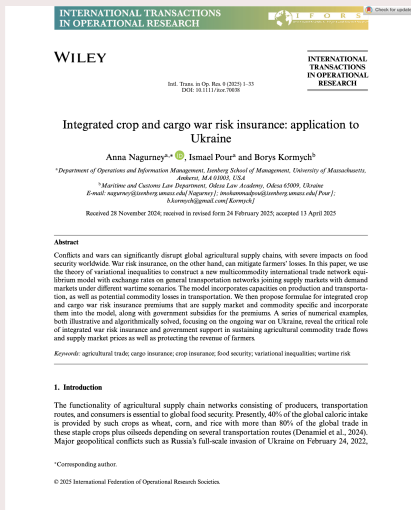 INTERNATIONAL TRANSACTIONS
IN OPERATIONAL RESEARCH
I F O R S
Check for updates
WILEY
INTERNATIONAL
TRANSACTIONS
IN OPERATIONAL
RESEARCH
Intl. Trans. in Op. Res. 0 (2025) 1–33
DOI: 10.1111/itor.70038
Integrated crop and cargo war risk insurance: application to
Ukraine
Anna Nagurneyᵃ,*, Ismael Pourᵃ and Borys Kormychᵇ
ᵃDepartment of Operations and Information Management, Isenberg School of Management, University of Massachusetts,
Amherst, MA 01003, USA
ᵇMaritime and Customs Law Department, Odesa Law Academy, Odesa 65009, Ukraine
E-mail: nagurney@isenberg.umass.edu[Nagurney]; tmohammadpou@isenberg.umass.edu[Pour];
b.kormych@gmail.com[Kormych]
Received 28 November 2024; received in revised form 24 February 2025; accepted 13 April 2025
Abstract
Conflicts and wars can significantly disrupt global agricultural supply chains, with severe impacts on food
security worldwide. War risk insurance, on the other hand, can mitigate farmers' losses. In this paper, we use
the theory of variational inequalities to construct a new multicommodity international trade network equi-
librium model with exchange rates on general transportation networks joining supply markets with demand
markets under different wartime scenarios. The model incorporates capacities on production and transporta-
tion, as well as potential commodity losses in transportation. We then propose formulae for integrated crop
and cargo war risk insurance premiums that are supply market and commodity specific and incorporate
them into the model, along with government subsidies for the premiums. A series of numerical examples,
both illustrative and algorithmically solved, focusing on the ongoing war on Ukraine, reveal the critical role
of integrated war risk insurance and government support in sustaining agricultural commodity trade flows
and supply market prices as well as protecting the revenue of farmers.
Keywords: agricultural trade; cargo insurance; crop insurance; food security; variational inequalities; wartime risk
1. Introduction
The functionality of agricultural supply chain networks consisting of producers, transportation
routes, and consumers is essential to global food security. Presently, 40% of the global caloric intake
is provided by such crops as wheat, corn, and rice with more than 80% of the global trade in
these staple crops plus oilseeds depending on several transportation routes (Denamiel et al., 2024).
Major geopolitical conflicts such as Russia's full-scale invasion of Ukraine on February 24, 2022,
*Corresponding author.
© 2025 International Federation of Operational Research Societies.